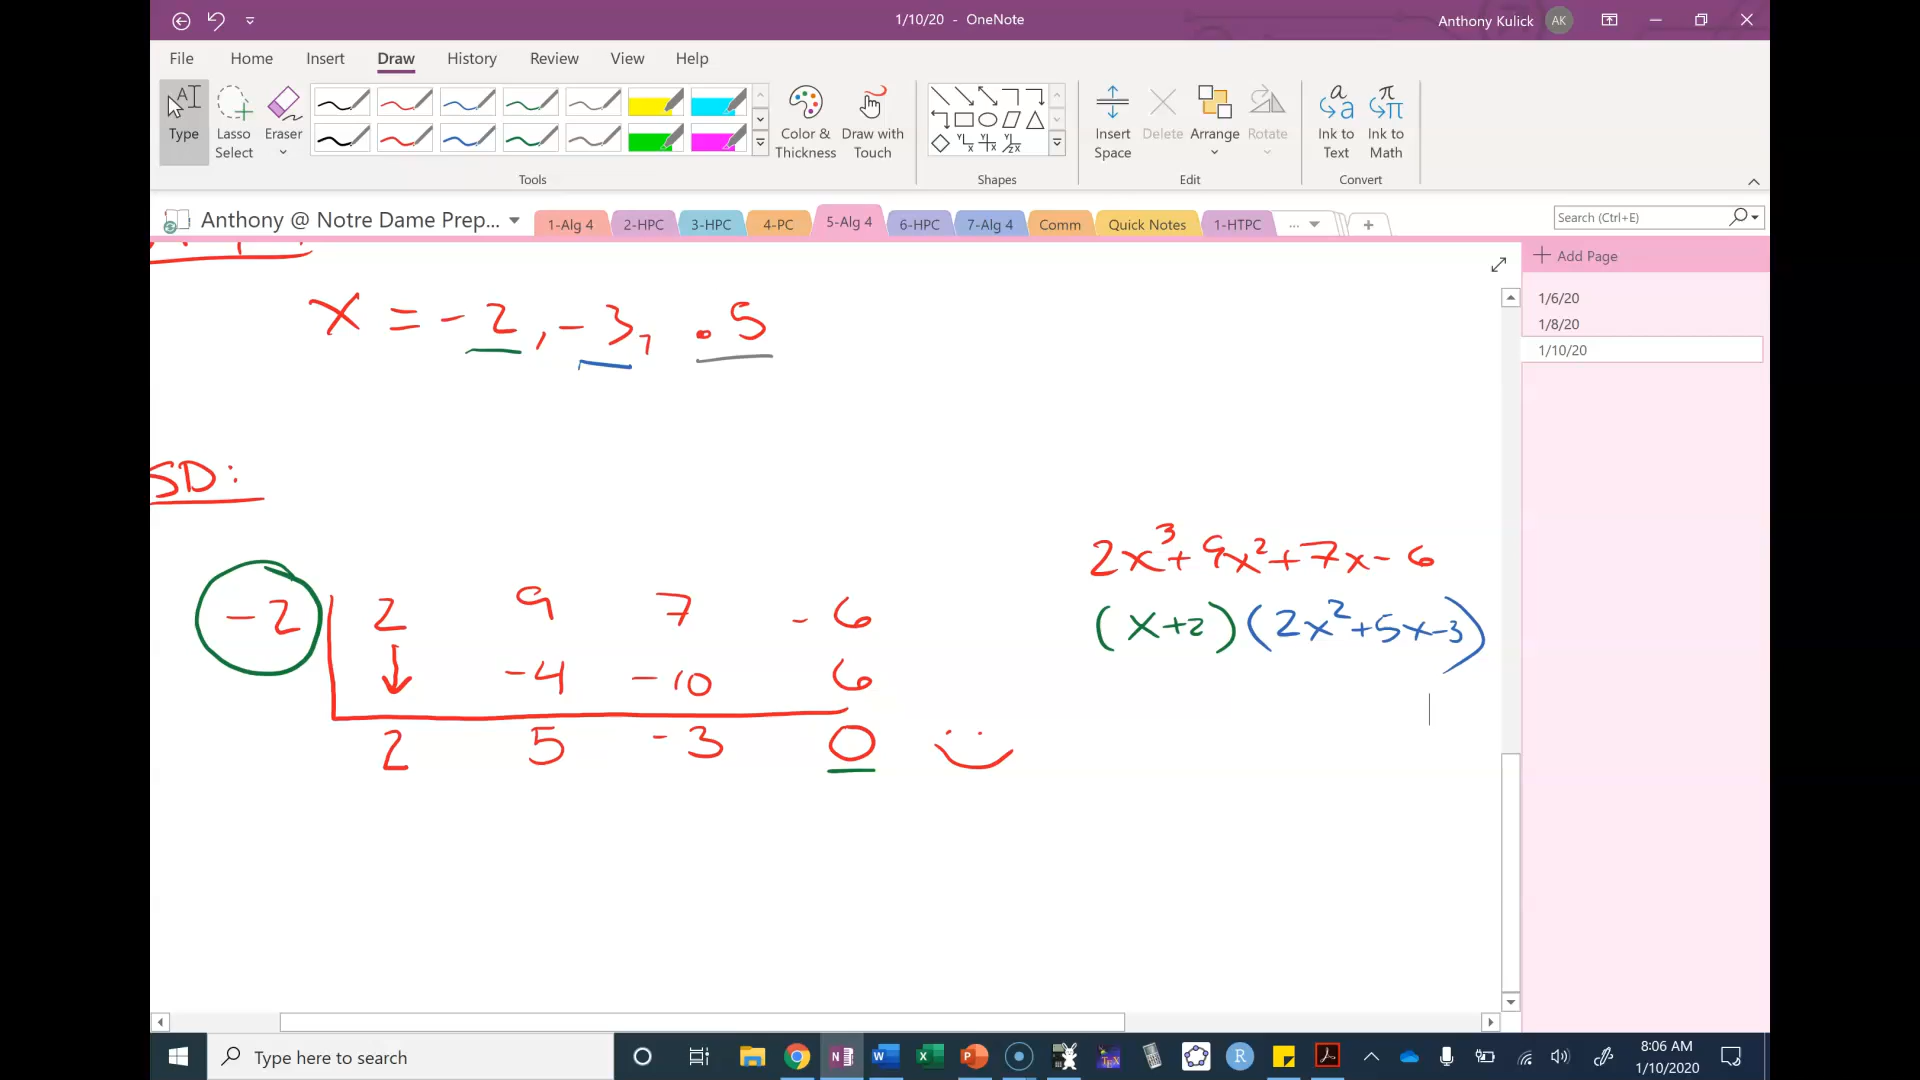 1/10/20 - OneNote
Anthony Kulick AK
File Home Insert Draw History Review View Help
Type
Lasso Select
Eraser
Color & Thickness
Draw with Touch
Insert Space
Delete
Arrange
Rotate
Ink to Text
Ink to Math
Tools
Shapes
Edit
Convert
Anthony @ Notre Dame Prep...
1-Alg 4 2-HPC 3-HPC 4-PC 5-Alg 4 6-HPC 7-Alg 4 Comm Quick Notes 1-HTPC ...
Search (Ctrl+E)
Add Page
1/6/20
1/8/20
1/10/20
x = -2, -3, .5
SD:
2x³+9x²+7x-6
(x+2)(2x²+5x-3)
-2 2 9 7 -6
-4 -10 6
2 5 -3 0
Type here to search
8:06 AM
1/10/2020